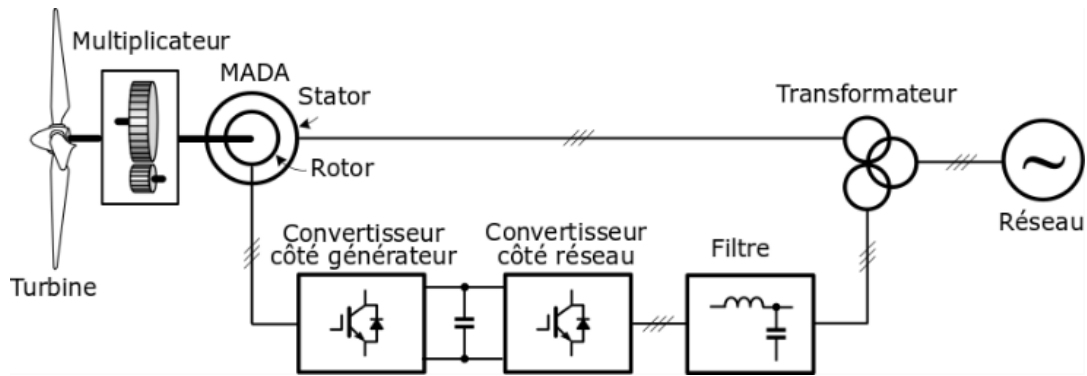 Multiplicateur
MADA
Stator
Rotor
Transformateur
Réseau
Turbine
Convertisseur
côté générateur
Convertisseur
côté réseau
Filtre